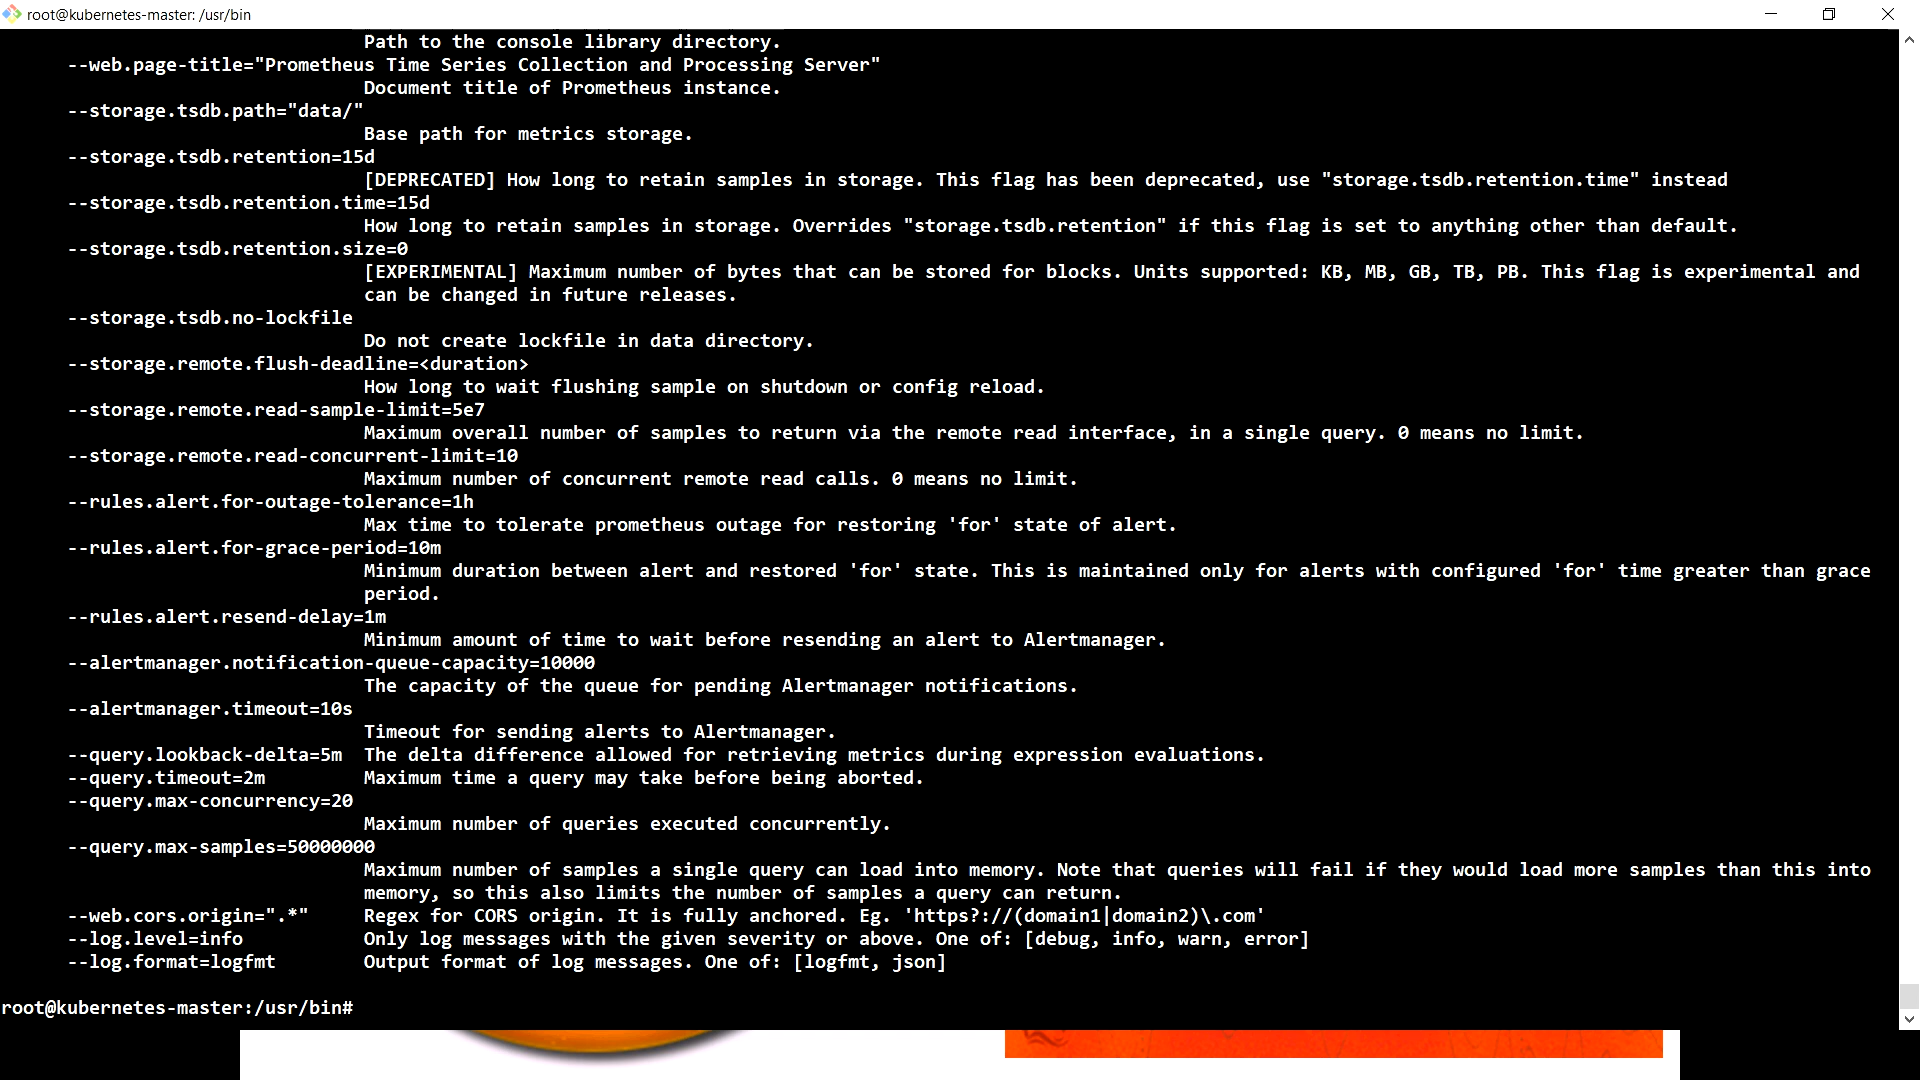 root@kubernetes-master: /usr/bin
Path to the console library directory.
--web.page-title="Prometheus Time Series Collection and Processing Server"
Document title of Prometheus instance.
--storage.tsdb.path="data/"
Base path for metrics storage.
--storage.tsdb.retention=15d
[DEPRECATED] How long to retain samples in storage. This flag has been deprecated, use "storage.tsdb.retention.time" instead
--storage.tsdb.retention.time=15d
How long to retain samples in storage. Overrides "storage.tsdb.retention" if this flag is set to anything other than default.
--storage.tsdb.retention.size=0
[EXPERIMENTAL] Maximum number of bytes that can be stored for blocks. Units supported: KB, MB, GB, TB, PB. This flag is experimental and
can be changed in future releases.
--storage.tsdb.no-lockfile
Do not create lockfile in data directory.
--storage.remote.flush-deadline=<duration>
How long to wait flushing sample on shutdown or config reload.
--storage.remote.read-sample-limit=5e7
Maximum overall number of samples to return via the remote read interface, in a single query. 0 means no limit.
--storage.remote.read-concurrent-limit=10
Maximum number of concurrent remote read calls. 0 means no limit.
--rules.alert.for-outage-tolerance=1h
Max time to tolerate prometheus outage for restoring 'for' state of alert.
--rules.alert.for-grace-period=10m
Minimum duration between alert and restored 'for' state. This is maintained only for alerts with configured 'for' time greater than grace
period.
--rules.alert.resend-delay=1m
Minimum amount of time to wait before resending an alert to Alertmanager.
--alertmanager.notification-queue-capacity=10000
The capacity of the queue for pending Alertmanager notifications.
--alertmanager.timeout=10s
Timeout for sending alerts to Alertmanager.
--query.lookback-delta=5m The delta difference allowed for retrieving metrics during expression evaluations.
--query.timeout=2m Maximum time a query may take before being aborted.
--query.max-concurrency=20
Maximum number of queries executed concurrently.
--query.max-samples=50000000
Maximum number of samples a single query can load into memory. Note that queries will fail if they would load more samples than this into
memory, so this also limits the number of samples a query can return.
--web.cors.origin=".*" Regex for CORS origin. It is fully anchored. Eg. 'https?://(domain1|domain2)\.com'
--log.level=info Only log messages with the given severity or above. One of: [debug, info, warn, error]
--log.format=logfmt Output format of log messages. One of: [logfmt, json]
root@kubernetes-master:/usr/bin#